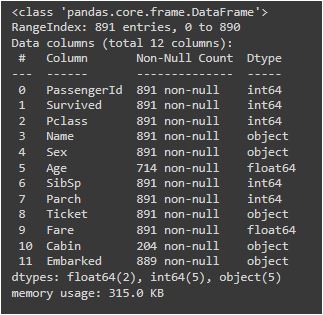 <class 'pandas.core.frame.DataFrame'>
RangeIndex: 891 entries, 0 to 890
Data columns (total 12 columns):
 #   Column       Non-Null Count  Dtype
---  ------       --------------  -----
 0   PassengerId  891 non-null    int64
 1   Survived     891 non-null    int64
 2   Pclass       891 non-null    int64
 3   Name         891 non-null    object
 4   Sex          891 non-null    object
 5   Age          714 non-null    float64
 6   SibSp        891 non-null    int64
 7   Parch        891 non-null    int64
 8   Ticket       891 non-null    object
 9   Fare         891 non-null    float64
 10  Cabin        204 non-null    object
 11  Embarked     889 non-null    object
dtypes: float64(2), int64(5), object(5)
memory usage: 315.0 KB